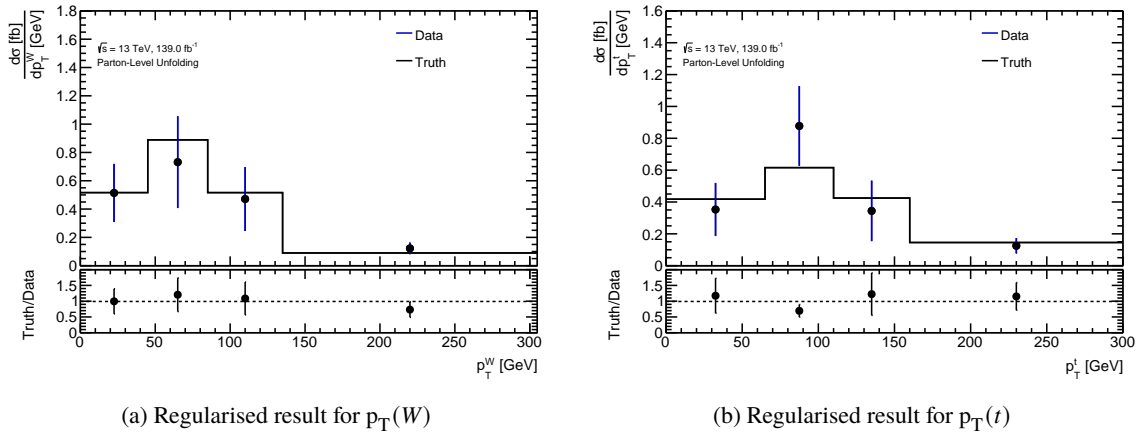 dσ [fb]
dp_T^W [GeV]
√s = 13 TeV, 139.0 fb⁻¹
Parton-Level Unfolding
Data
Truth
1.8
1.6
1.4
1.2
1
0.8
0.6
0.4
0.2
0
Truth/Data
1.5
1
0.5
0
0 50 100 150 200 250 300
p_T^W [GeV]
(a) Regularised result for p_T(W)
dσ [fb]
dp_T^t [GeV]
√s = 13 TeV, 139.0 fb⁻¹
Parton-Level Unfolding
Data
Truth
1.6
1.4
1.2
1
0.8
0.6
0.4
0.2
0
Truth/Data
1.5
1
0.5
0
0 50 100 150 200 250 300
p_T^t [GeV]
(b) Regularised result for p_T(t)